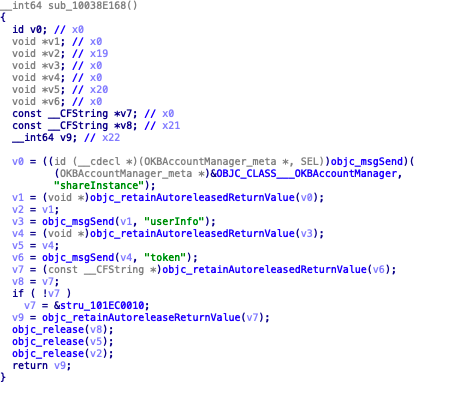 __int64 sub_10038E168()
{
  id v0; // x0
  void *v1; // x0
  void *v2; // x19
  void *v3; // x0
  void *v4; // x0
  void *v5; // x20
  void *v6; // x0
  const __CFString *v7; // x0
  const __CFString *v8; // x21
  __int64 v9; // x22

  v0 = ((id (__cdecl *)(OKBAccountManager_meta *, SEL))objc_msgSend)(
         (OKBAccountManager_meta *)&OBJC_CLASS___OKBAccountManager,
         "shareInstance");
  v1 = (void *)objc_retainAutoreleasedReturnValue(v0);
  v2 = v1;
  v3 = objc_msgSend(v1, "userInfo");
  v4 = (void *)objc_retainAutoreleasedReturnValue(v3);
  v5 = v4;
  v6 = objc_msgSend(v4, "token");
  v7 = (const __CFString *)objc_retainAutoreleasedReturnValue(v6);
  v8 = v7;
  if ( !v7 )
    v7 = &stru_101EC0010;
  v9 = objc_retainAutoreleaseReturnValue(v7);
  objc_release(v8);
  objc_release(v5);
  objc_release(v2);
  return v9;
}